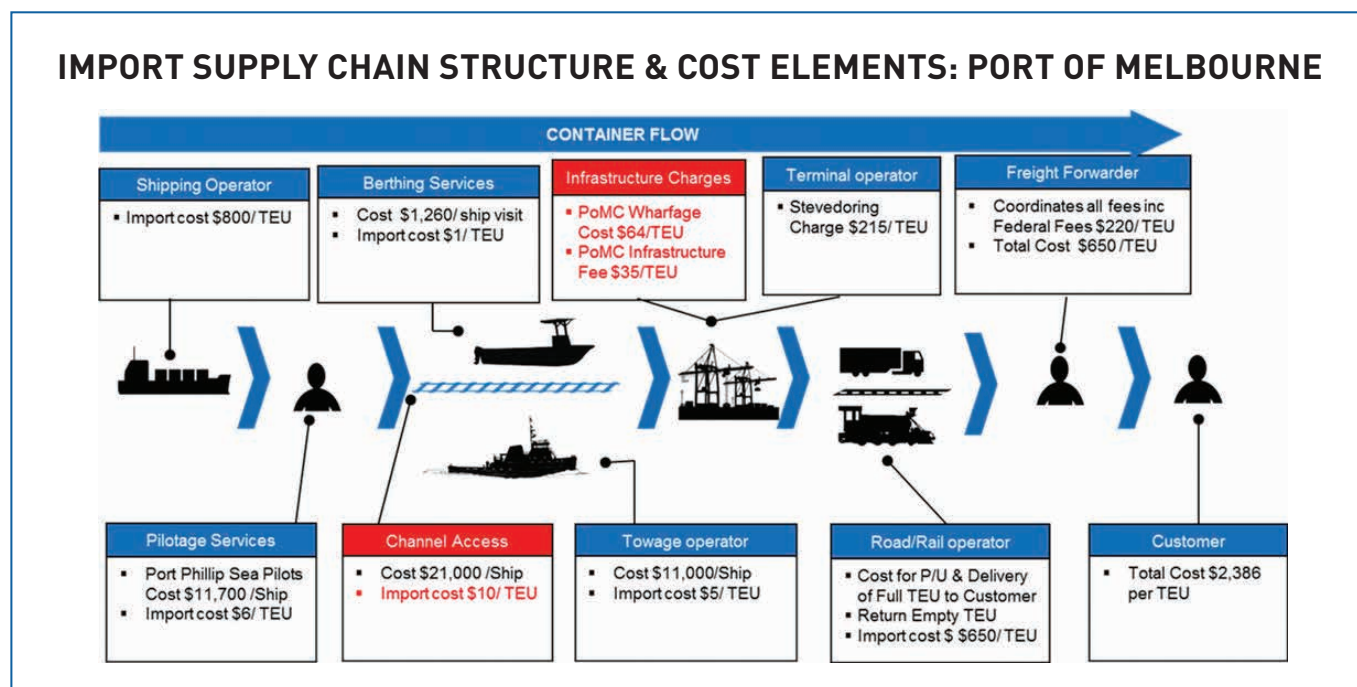 IMPORT SUPPLY CHAIN STRUCTURE & COST ELEMENTS: PORT OF MELBOURNE
CONTAINER FLOW
Shipping Operator
▪ Import cost $800/ TEU
Berthing Services
▪ Cost $1,260/ ship visit
▪ Import cost $1/ TEU
Infrastructure Charges
▪ PoMC Wharfage
Cost $64/TEU
▪ PoMC Infrastructure
Fee $35/TEU
Terminal operator
▪ Stevedoring
Charge $215/ TEU
Freight Forwarder
▪ Coordinates all fees inc
Federal Fees $220/ TEU
▪ Total Cost $650 /TEU
Pilotage Services
▪ Port Phillip Sea Pilots
Cost $11,700 /Ship
▪ Import cost $6/ TEU
Channel Access
▪ Cost $21,000 /Ship
▪ Import cost $10/ TEU
Towage operator
▪ Cost $11,000/Ship
▪ Import cost $5/ TEU
Road/Rail operator
▪ Cost for P/U & Delivery
of Full TEU to Customer
▪ Return Empty TEU
▪ Import cost $ $650/ TEU
Customer
▪ Total Cost $2,386
per TEU